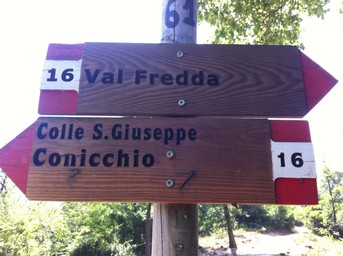 61
16 Val Fredda
Colle S.Giuseppe
Conicchio 16